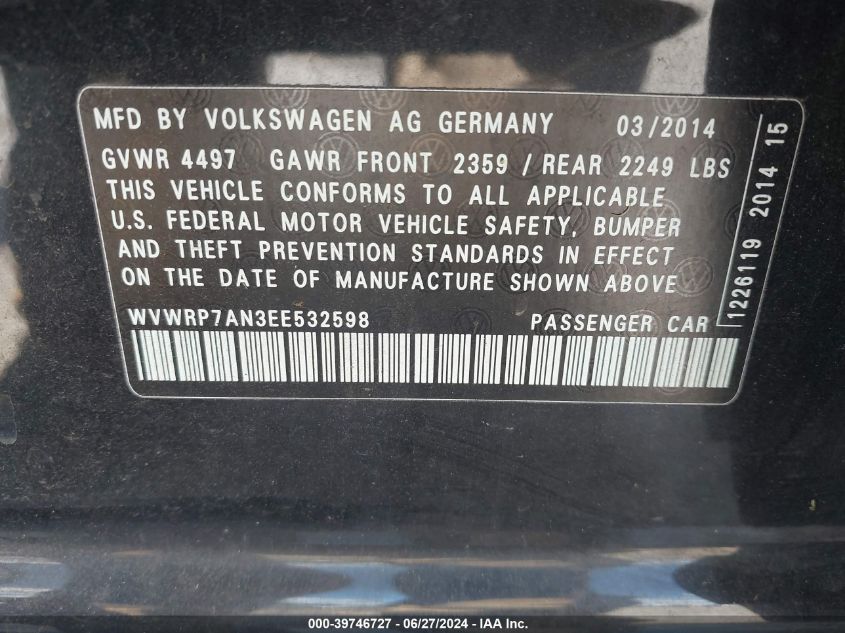 MFD BY VOLKSWAGEN AG GERMANY 03/2014
GVWR 4497 GAWR FRONT 2359 / REAR 2249 LBS
THIS VEHICLE CONFORMS TO ALL APPLICABLE
U.S. FEDERAL MOTOR VEHICLE SAFETY, BUMPER
AND THEFT PREVENTION STANDARDS IN EFFECT
ON THE DATE OF MANUFACTURE SHOWN ABOVE
WVWRP7AN3EE532598 PASSENGER CAR
1226119 2014 15
000-39746727 - 06/27/2024 - IAA Inc.